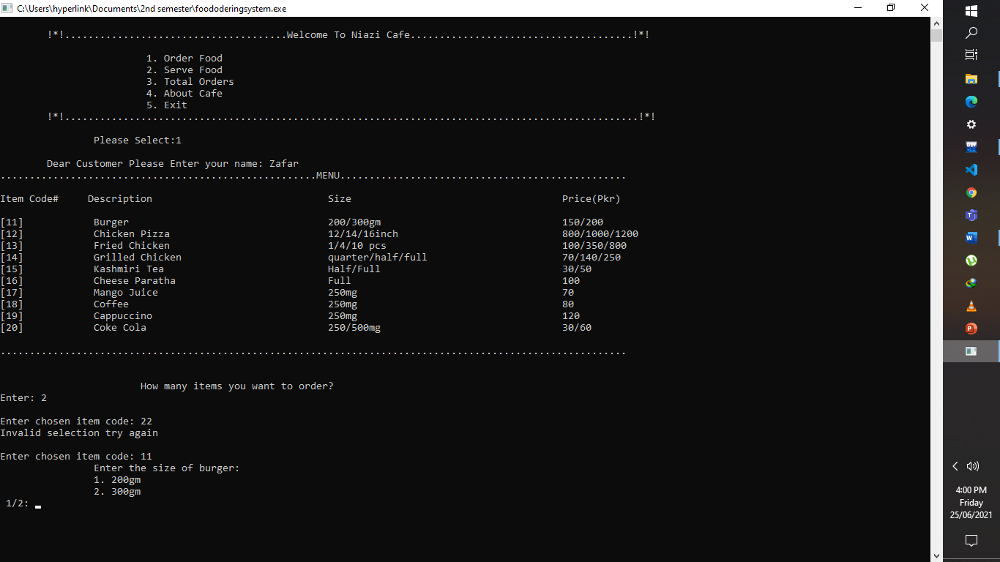 C:\Users\hyperlink\Documents\2nd semester\foododeringsystem.exe
!*!......................................Welcome To Niazi Cafe......................................!*!
1. Order Food
2. Serve Food
3. Total Orders
4. About Cafe
5. Exit
!*!..................................................................................................!*!
Please Select:1
Dear Customer Please Enter your name: Zafar
......................................................MENU.................................................
Item Code# Description Size Price(Pkr)
[11] Burger 200/300gm 150/200
[12] Chicken Pizza 12/14/16inch 800/1000/1200
[13] Fried Chicken 1/4/10 pcs 100/350/800
[14] Grilled Chicken quarter/half/full 70/140/250
[15] Kashmiri Tea Half/Full 30/50
[16] Cheese Paratha Full 100
[17] Mango Juice 250mg 70
[18] Coffee 250mg 80
[19] Cappuccino 250mg 120
[20] Coke Cola 250/500mg 30/60
...........................................................................................................
How many items you want to order?
Enter: 2
Enter chosen item code: 22
Invalid selection try again
Enter chosen item code: 11
Enter the size of burger:
1. 200gm
2. 300gm
1/2:
DEV
4:00 PM
Friday
25/06/2021